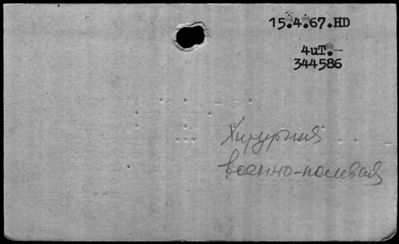 15.4.67.HD
4uT.-
344586
Хирургия
военно-полевая